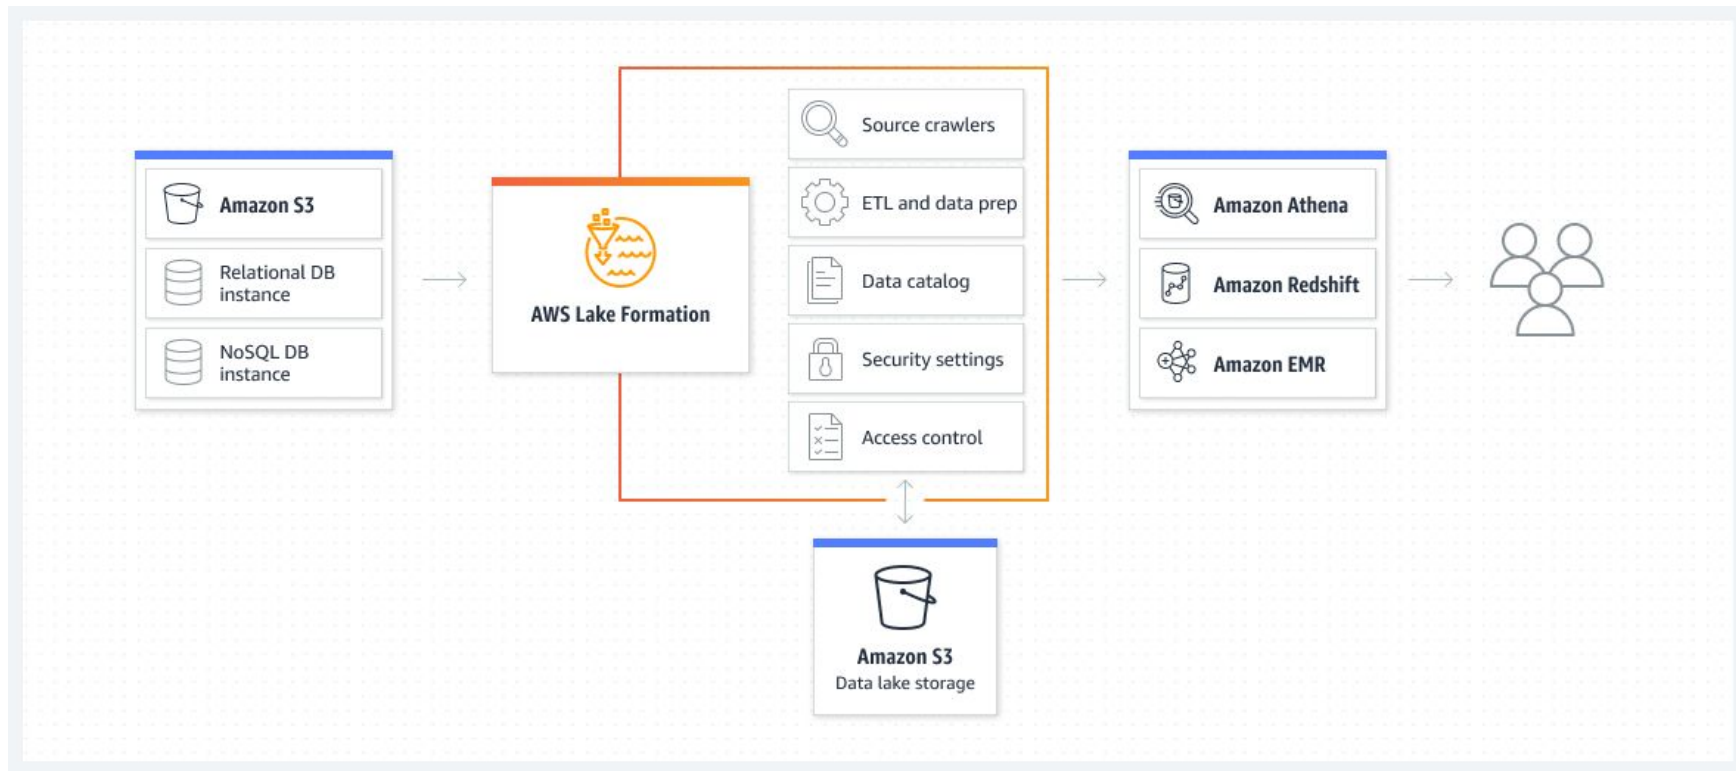 Amazon S3
Relational DB
instance
NoSQL DB
instance
AWS Lake Formation
Source crawlers
ETL and data prep
Data catalog
Security settings
Access control
Amazon S3
Data lake storage
Amazon Athena
Amazon Redshift
Amazon EMR